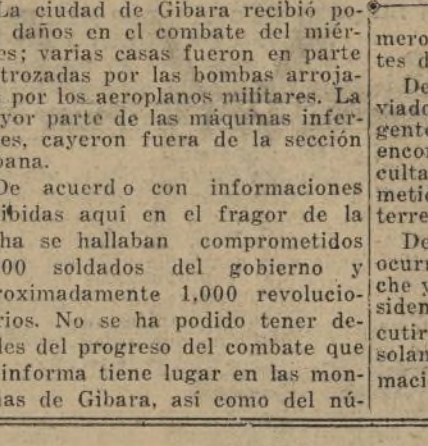 La ciudad de Gibara recibió po-
daños en el combate del miér-
es; varias casas fueron en parte
trozadas por las bombas arroja-
por los aeroplanos militares. La
yor parte de las máquinas infer-
es, cayeron fuera de la sección
bana.
De acuerd o con informaciones
ibidas aquí en el fragor de la
ha se hallaban comprometidos
00 soldados del gobierno y
roximadamente 1,000 revolucio-
rios. No se ha podido tener de-
les del progreso del combate que
informa tiene lugar en las mon-
as de Gibara, así como del nú-
mero
tes d
De
viado
gente
encon
culta
metic
terre
De
ocurr
che y
siden
cutir
solan
maci